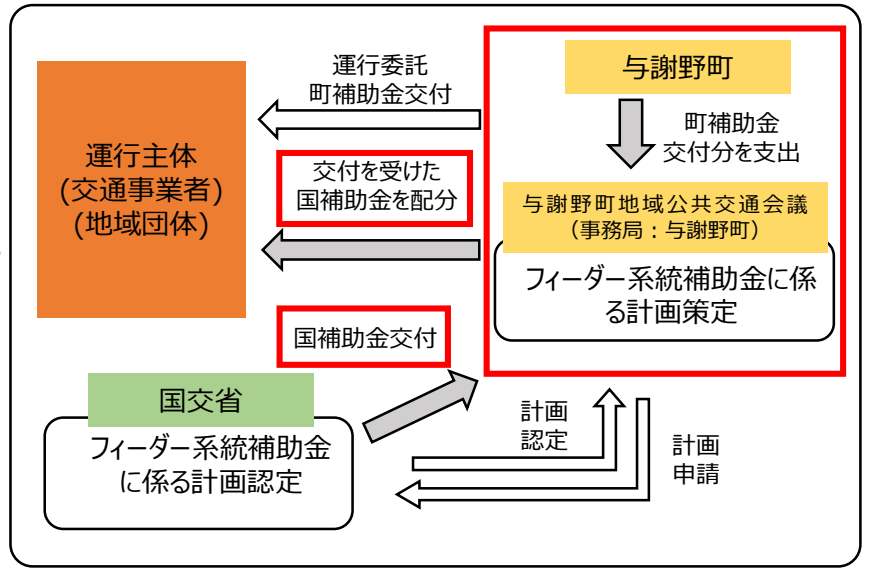 運行主体
(交通事業者)
(地域団体)
運行委託
町補助金交付
交付を受けた
国補助金を配分
国補助金交付
与謝野町
町補助金
交付分を支出
与謝野町地域公共交通会議
(事務局:与謝野町)
フィーダー系統補助金に係
る計画策定
国交省
フィーダー系統補助金
に係る計画認定
計画
認定
計画
申請